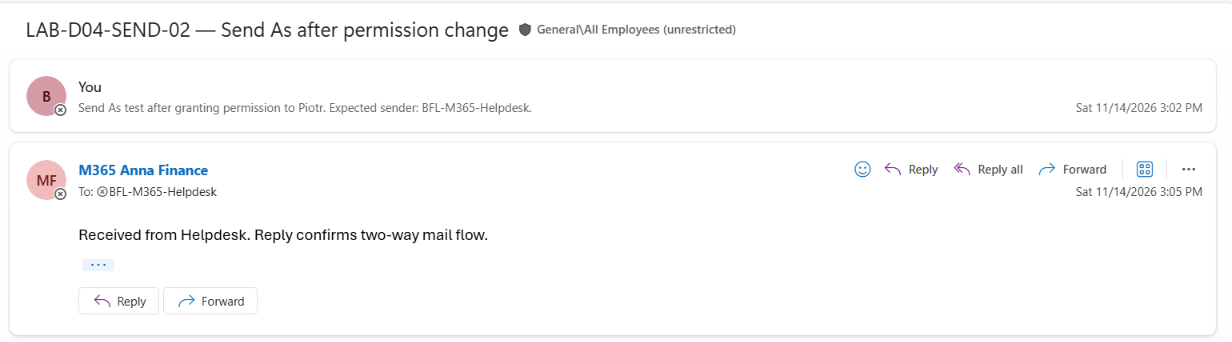 LAB-D04-SEND-02 — Send As after permission change General\All Employees (unrestricted)
B
You
Send As test after granting permission to Piotr. Expected sender: BFL-M365-Helpdesk.
Sat 11/14/2026 3:02 PM
MF
M365 Anna Finance
Reply Reply all Forward
To: BFL-M365-Helpdesk
Sat 11/14/2026 3:05 PM
Received from Helpdesk. Reply confirms two-way mail flow.
Reply Forward